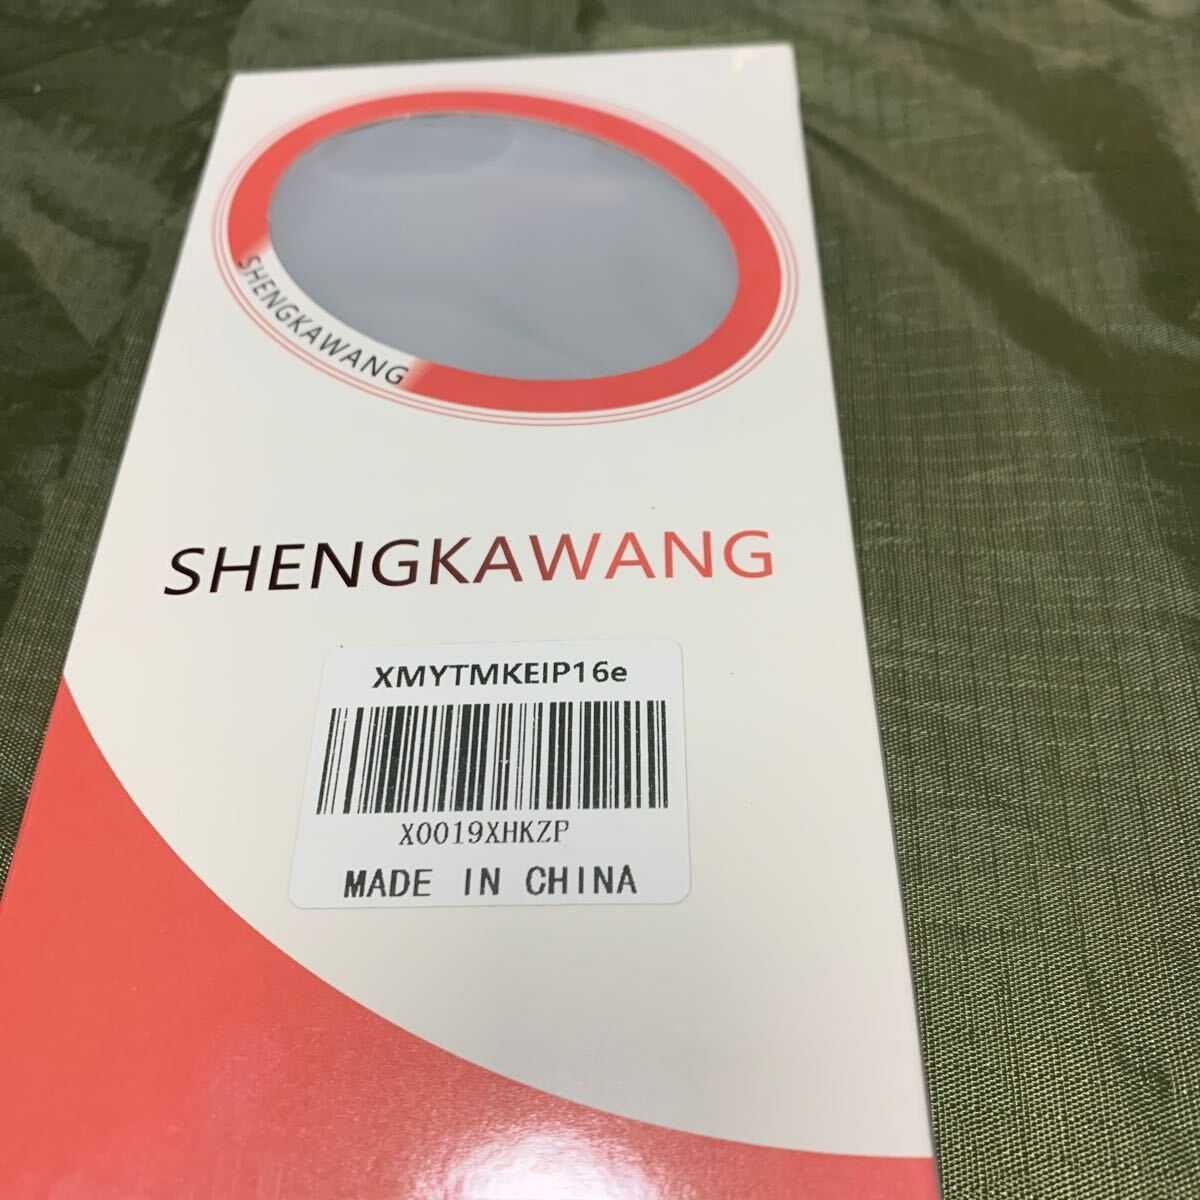 SHENGKAWANG
SHENGKAWANG
XMYTMKEIP16e
X0019XHKZP
MADE IN CHINA